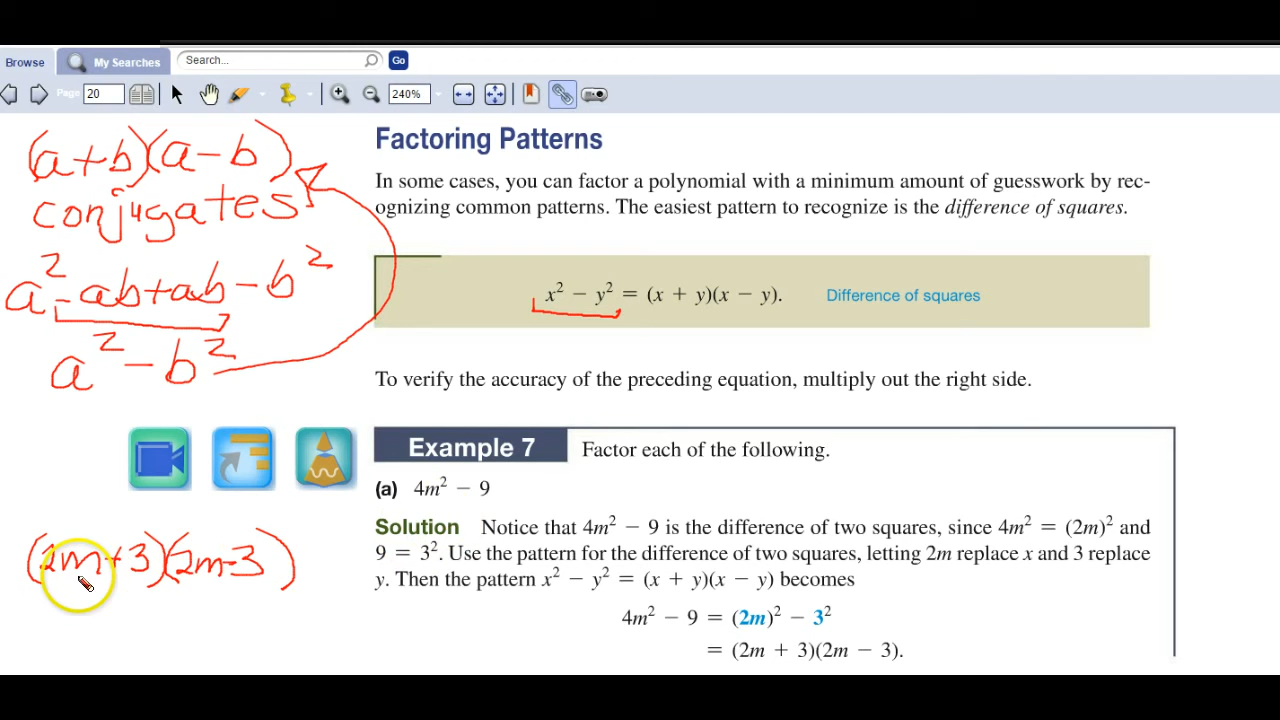 Browse My Searches Search... Go
Page 20 240%
(a+b)(a-b)
conjugates
a² - ab + ab - b²
a² - b²
(2m+3)(2m-3)
Factoring Patterns
In some cases, you can factor a polynomial with a minimum amount of guesswork by rec-
ognizing common patterns. The easiest pattern to recognize is the difference of squares.
x² − y² = (x + y)(x − y). Difference of squares
To verify the accuracy of the preceding equation, multiply out the right side.
Example 7 Factor each of the following.
(a) 4m² − 9
Solution Notice that 4m² − 9 is the difference of two squares, since 4m² = (2m)² and
9 = 3². Use the pattern for the difference of two squares, letting 2m replace x and 3 replace
y. Then the pattern x² − y² = (x + y)(x − y) becomes
4m² − 9 = (2m)² − 3²
= (2m + 3)(2m − 3).